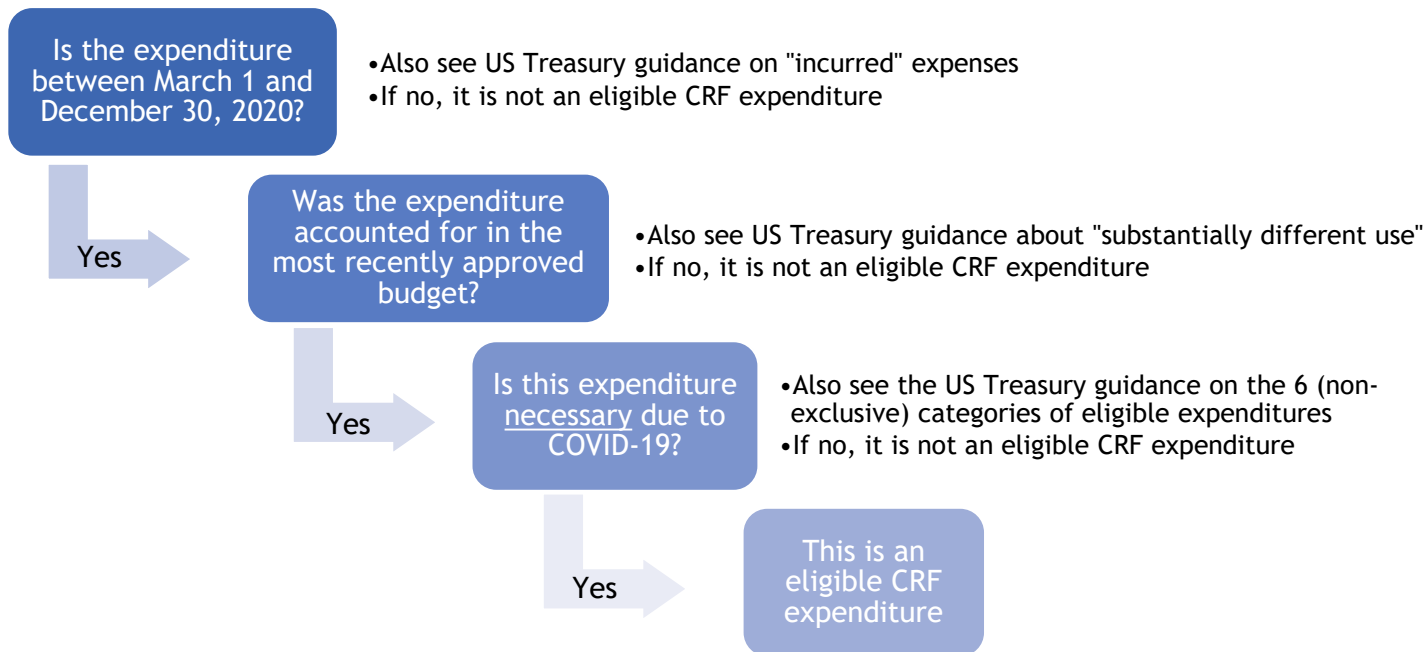 Is the expenditure
between March 1 and
December 30, 2020?
•Also see US Treasury guidance on "incurred" expenses
•If no, it is not an eligible CRF expenditure
Yes
Was the expenditure
accounted for in the
most recently approved
budget?
•Also see US Treasury guidance about "substantially different use"
•If no, it is not an eligible CRF expenditure
Yes
Is this expenditure
necessary due to
COVID-19?
•Also see the US Treasury guidance on the 6 (non-
exclusive) categories of eligible expenditures
•If no, it is not an eligible CRF expenditure
Yes
This is an
eligible CRF
expenditure